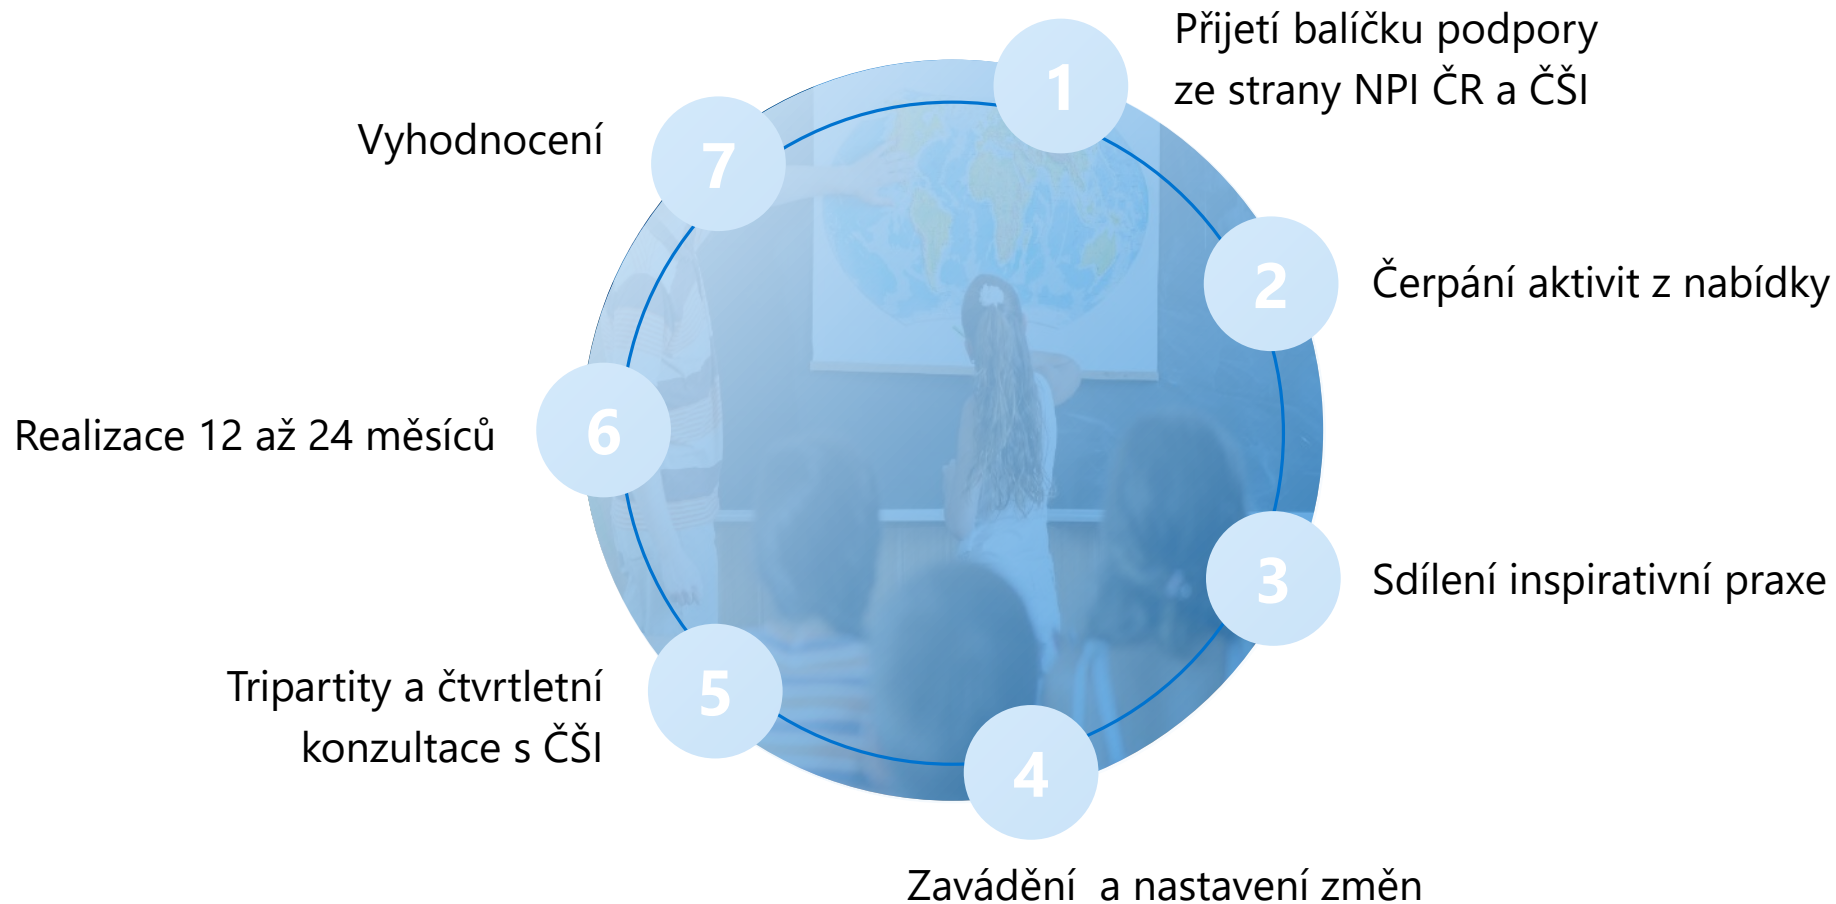 1
Přijetí balíčku podpory
ze strany NPI ČR a ČŠI
2
Čerpání aktivit z nabídky
3
Sdílení inspirativní praxe
4
Zavádění  a nastavení změn
5
Tripartity a čtvrtletní
konzultace s ČŠI
6
Realizace 12 až 24 měsíců
7
Vyhodnocení